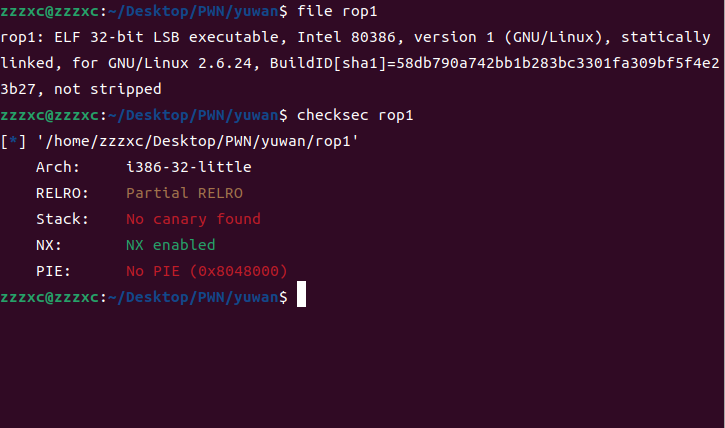 zzzxc@zzzxc:~/Desktop/PWN/yuwan$ file rop1
rop1: ELF 32-bit LSB executable, Intel 80386, version 1 (GNU/Linux), statically
linked, for GNU/Linux 2.6.24, BuildID[sha1]=58db790a742bb1b283bc3301fa309bf5f4e2
3b27, not stripped
zzzxc@zzzxc:~/Desktop/PWN/yuwan$ checksec rop1
[*] '/home/zzzxc/Desktop/PWN/yuwan/rop1'
    Arch:     i386-32-little
    RELRO:    Partial RELRO
    Stack:    No canary found
    NX:       NX enabled
    PIE:      No PIE (0x8048000)
zzzxc@zzzxc:~/Desktop/PWN/yuwan$